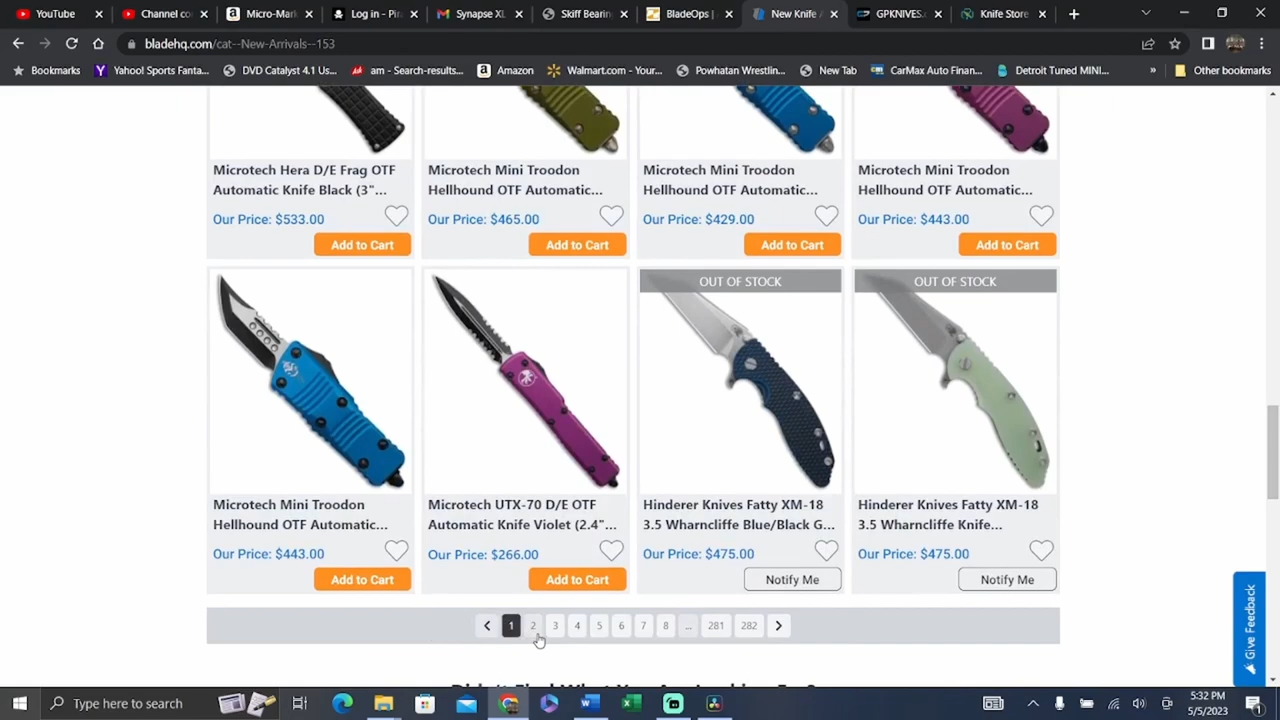 YouTube
Channel co
Micro-Mark
Log in - Pira
Gmail Synapse XL
Skiff Bearing
BladeOps |
New Knife A
GPKNIVES.c
Knife Store
bladehq.com/cat--New-Arrivals--153
Bookmarks
Yahoo! Sports Fanta...
DVD Catalyst 4.1 Us...
am - Search-results...
Amazon
Walmart.com - Your...
Powhatan Wrestlin...
New Tab
CarMax Auto Finan...
Detroit Tuned MINI...
»
Other bookmarks
Microtech Hera D/E Frag OTF
Automatic Knife Black (3"...
Our Price: $533.00
Add to Cart
Microtech Mini Troodon
Hellhound OTF Automatic...
Our Price: $465.00
Add to Cart
Microtech Mini Troodon
Hellhound OTF Automatic...
Our Price: $429.00
Add to Cart
Microtech Mini Troodon
Hellhound OTF Automatic...
Our Price: $443.00
Add to Cart
Microtech Mini Troodon
Hellhound OTF Automatic...
Our Price: $443.00
Add to Cart
Microtech UTX-70 D/E OTF
Automatic Knife Violet (2.4"...
Our Price: $266.00
Add to Cart
OUT OF STOCK
Hinderer Knives Fatty XM-18
3.5 Wharncliffe Blue/Black G...
Our Price: $475.00
Notify Me
OUT OF STOCK
Hinderer Knives Fatty XM-18
3.5 Wharncliffe Knife...
Our Price: $475.00
Notify Me
1 2 3 4 5 6 7 8 ... 281 282
Give Feedback
Type here to search
5:32 PM
5/5/2023